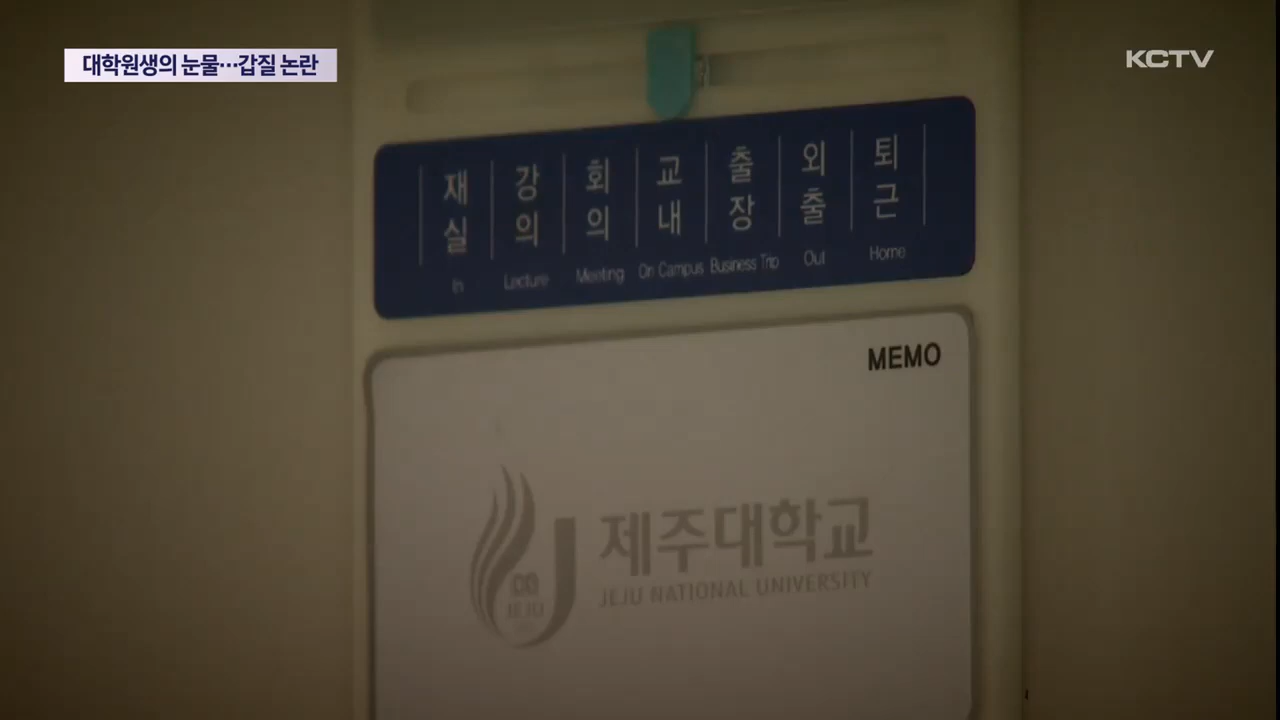 대학원생의 눈물…갑질 논란
KCTV
재실 강의 회의 교내 출장 외출 퇴근
In Lecture Meeting On Campus Business Trip Out Home
MEMO
제주대학교
JEJU NATIONAL UNIVERSITY
JEJU